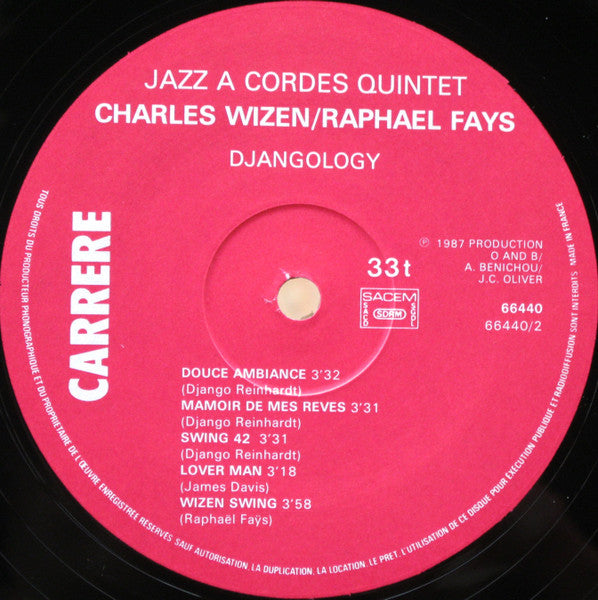 JAZZ A CORDES QUINTET
CHARLES WIZEN/RAPHAEL FAYS
DJANGOLOGY
CARRERE
33t
SACEM
SACD
SDRM
SGDL
℗ 1987 PRODUCTION
O AND B/
A. BENICHOU/
J.C. OLIVER
66440
66440/2
DOUCE AMBIANCE 3'32
(Django Reinhardt)
MAMOIR DE MES REVES 3'31
(Django Reinhardt)
SWING 42 3'31
(Django Reinhardt)
LOVER MAN 3'18
(James Davis)
WIZEN SWING 3'58
(Raphaël Faÿs)
TOUS DROITS DU PRODUCTEUR PHONOGRAPHIQUE ET DU PROPRIETAIRE DE L'ŒUVRE ENREGISTREE RESERVES SAUF AUTORISATION. LA DUPLICATION. LA LOCATION. LE PRET. L'UTILISATION DE CE DISQUE POUR EXECUTION PUBLIQUE ET RADIODIFFUSION SONT INTERDITS MADE IN FRANCE